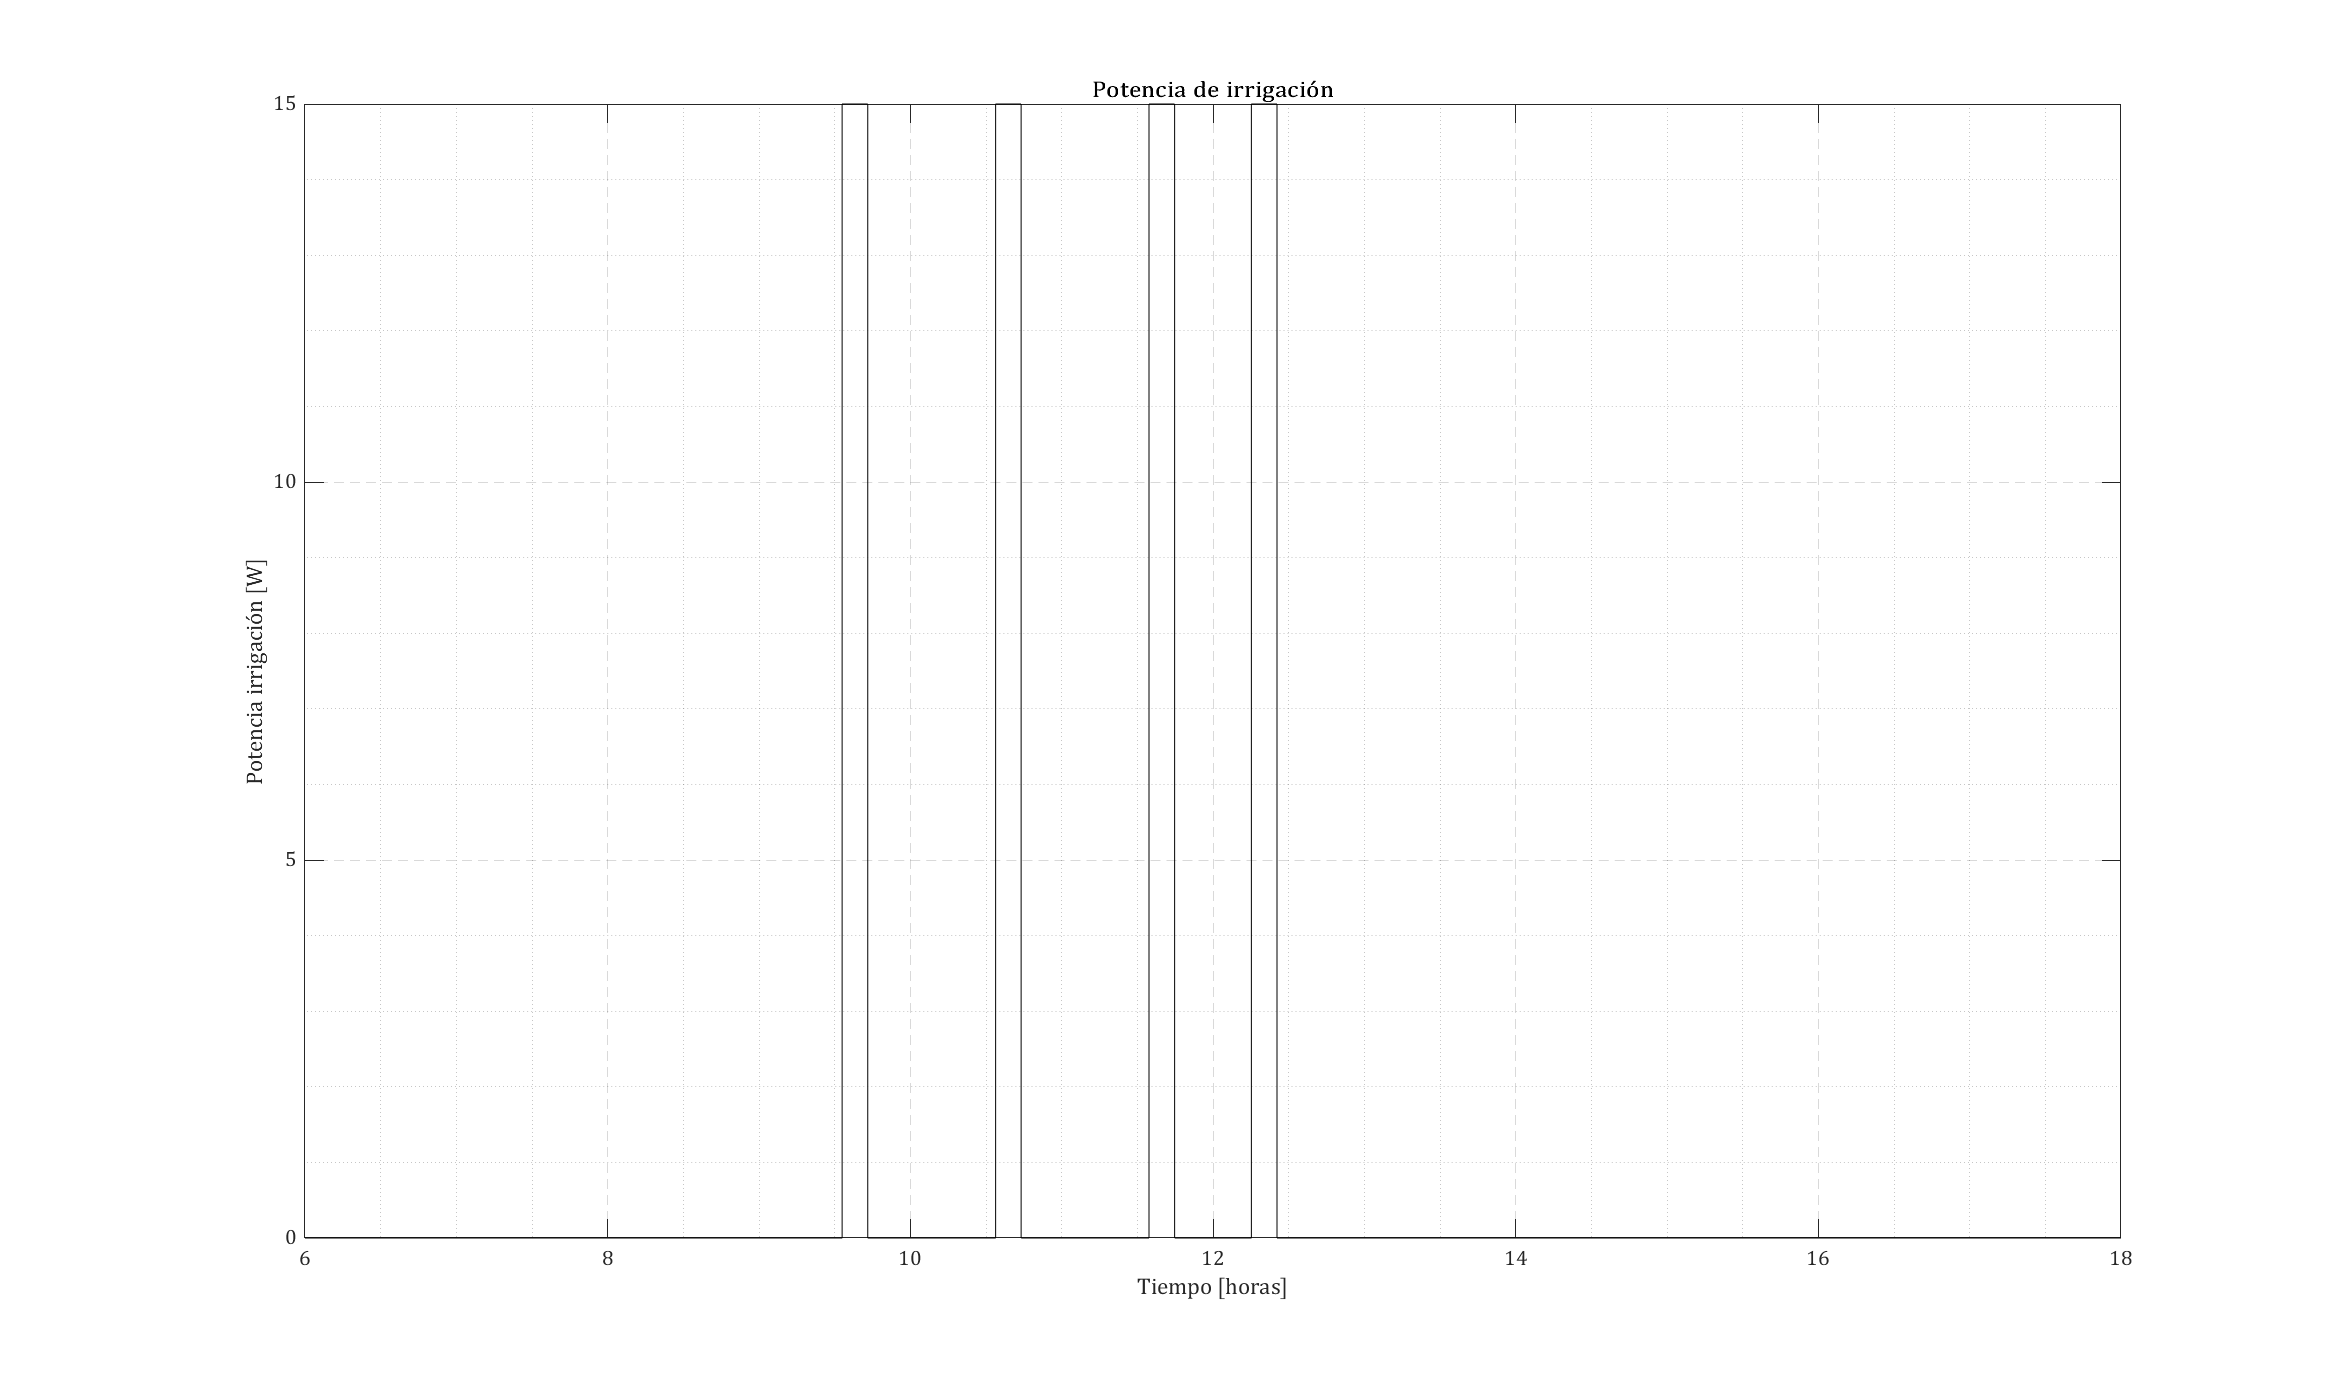 Potencia de irrigación
15
10
5
0
Potencia irrigación [W]
6 8 10 12 14 16 18
Tiempo [horas]